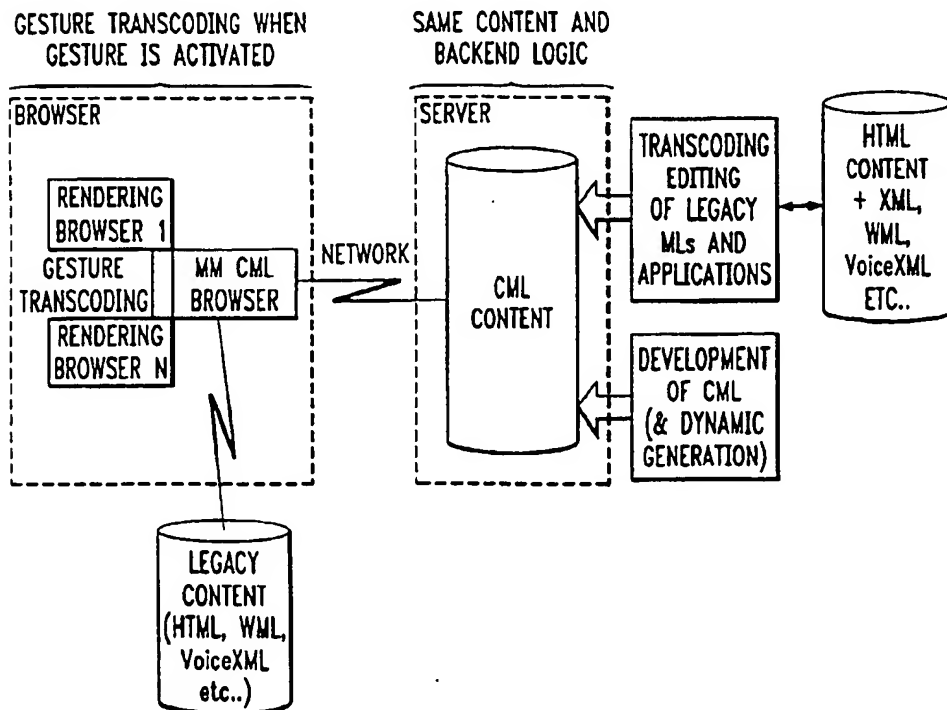 GESTURE TRANSCODING WHEN
GESTURE IS ACTIVATED
SAME CONTENT AND
BACKEND LOGIC
BROWSER
RENDERING
BROWSER 1
GESTURE
TRANSCODING
MM CML
BROWSER
RENDERING
BROWSER N
NETWORK
SERVER
CML
CONTENT
TRANSCODING
EDITING
OF LEGACY
MLs AND
APPLICATIONS
HTML
CONTENT
+ XML,
WML,
VoiceXML
ETC..
DEVELOPMENT
OF CML
(& DYNAMIC
GENERATION)
LEGACY
CONTENT
(HTML, WML,
VoiceXML
etc..)